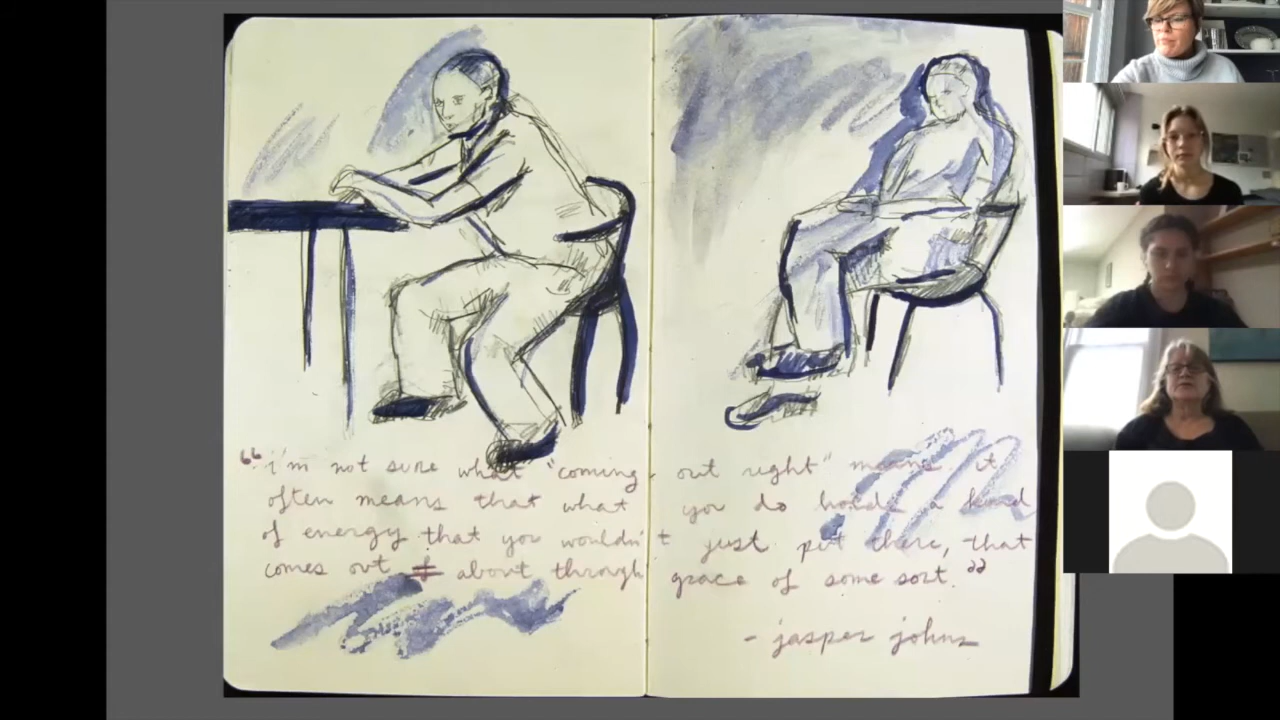 “i'm not sure what "coming out right" means it
often means that what you do holds a kind
of energy that you wouldn't just put there, that
comes out about through grace of some sort.”
- jasper johns